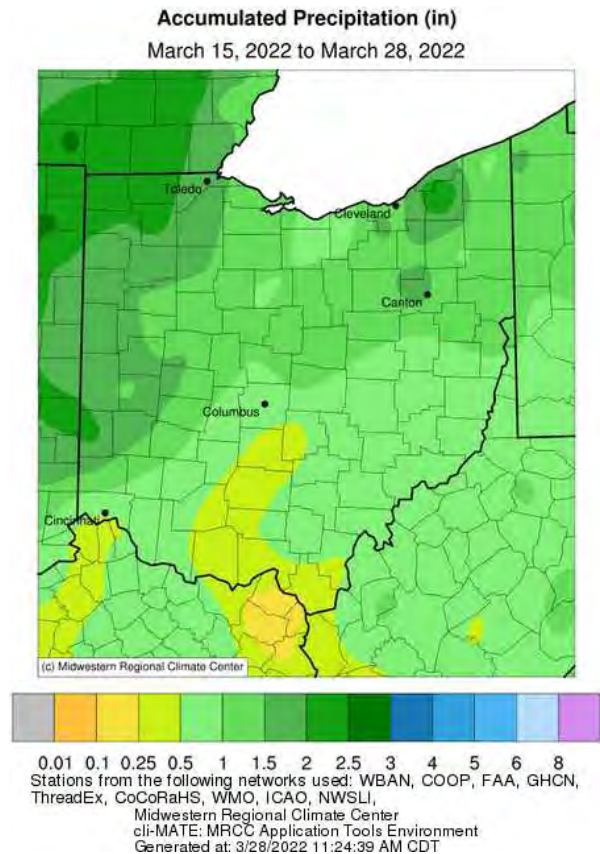 Accumulated Precipitation (in)
March 15, 2022 to March 28, 2022
Toledo
Cleveland
Canton
Columbus
Cincinnati
(c) Midwestern Regional Climate Center
0.01 0.1 0.25 0.5 1 1.5 2 2.5 3 4 5 6 8
Stations from the following networks used: WBAN, COOP, FAA, GHCN,
ThreadEx, CoCoRaHS, WMO, ICAO, NWSLI,
Midwestern Regional Climate Center
cli-MATE: MRCC Application Tools Environment
Generated at: 3/28/2022 11:24:39 AM CDT